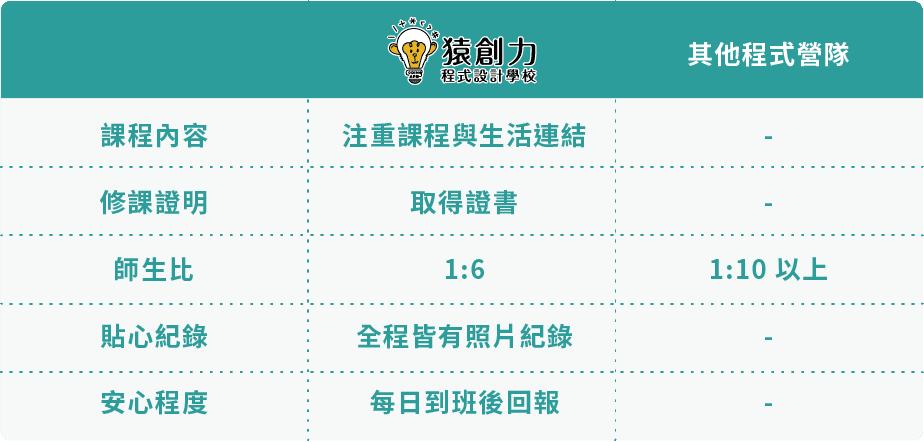 猿創力
程式設計學校
其他程式營隊
課程內容
注重課程與生活連結
-
修課證明
取得證書
-
師生比
1:6
1:10 以上
貼心紀錄
全程皆有照片紀錄
-
安心程度
每日到班後回報
-